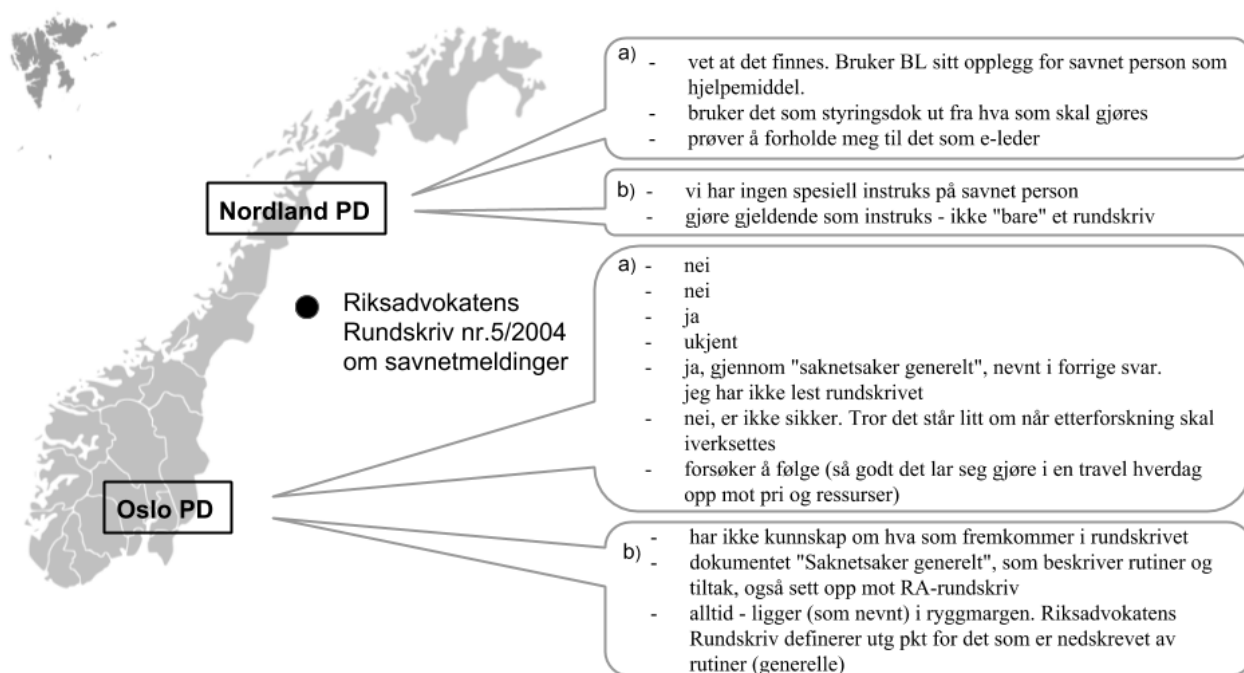 a) - vet at det finnes. Bruker BL sitt opplegg for savnet person som
hjelpemiddel.
- bruker det som styringsdok ut fra hva som skal gjøres
- prøver å forholde meg til det som e-leder
Nordland PD
b) - vi har ingen spesiell instruks på savnet person
- gjøre gjeldende som instruks - ikke "bare" et rundskriv
● Riksadvokatens
Rundskriv nr.5/2004
om savnetmeldinger
a) - nei
- nei
- ja
- ukjent
- ja, gjennom "saknetsaker generelt", nevnt i forrige svar.
jeg har ikke lest rundskrivet
- nei, er ikke sikker. Tror det står litt om når etterforskning skal
iverksettes
- forsøker å følge (så godt det lar seg gjøre i en travel hverdag
opp mot pri og ressurser)
Oslo PD
b) - har ikke kunnskap om hva som fremkommer i rundskrivet
- dokumentet "Saknetsaker generelt", som beskriver rutiner og
tiltak, også sett opp mot RA-rundskriv
- alltid - ligger (som nevnt) i ryggmargen. Riksadvokatens
Rundskriv definerer utg pkt for det som er nedskrevet av
rutiner (generelle)